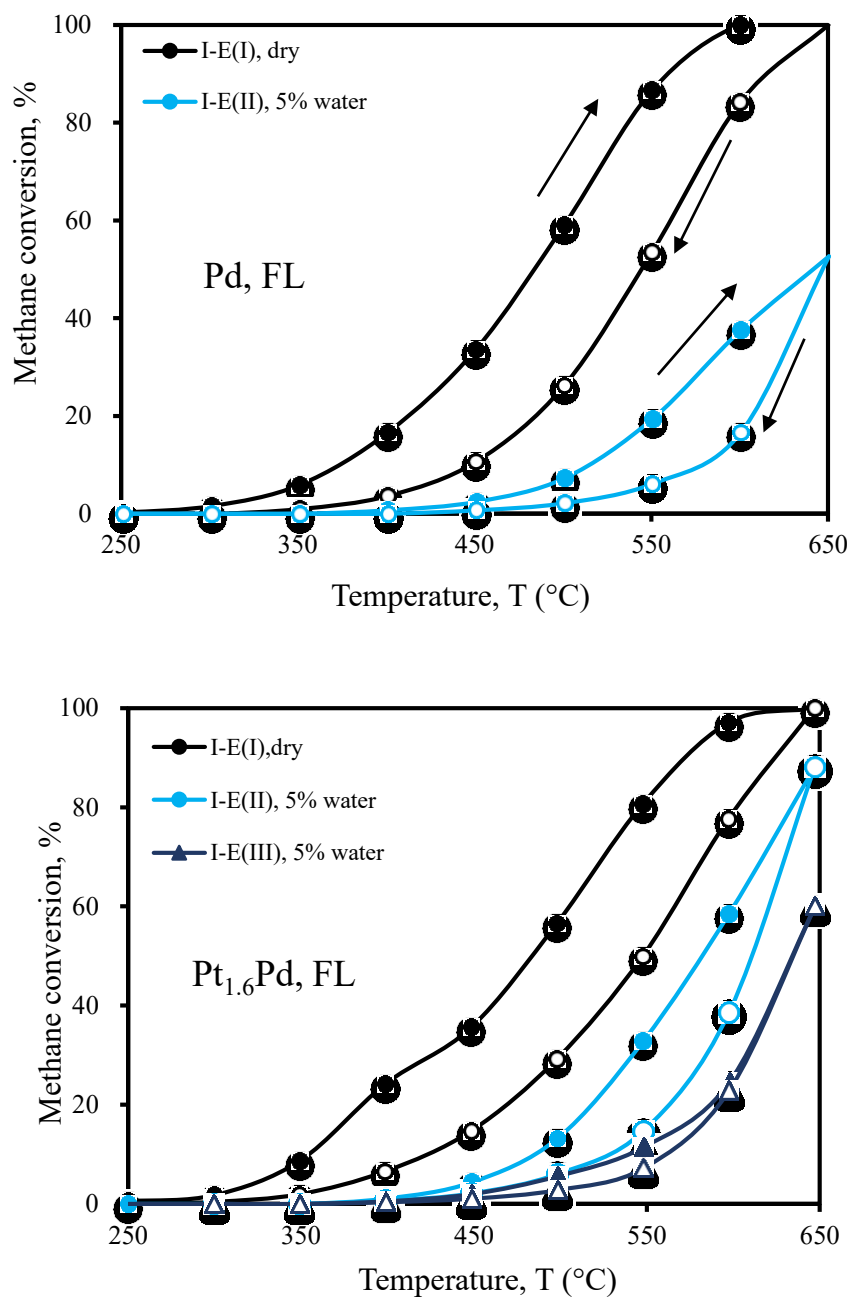 100
80
60
40
20
0
Methane conversion, %
I-E(I), dry
I-E(II), 5% water
Pd, FL
250
350
450
550
650
Temperature, T (°C)
100
80
60
40
20
0
Methane conversion, %
I-E(I),dry
I-E(II), 5% water
I-E(III), 5% water
Pt₁.₆Pd, FL
250
350
450
550
650
Temperature, T (°C)